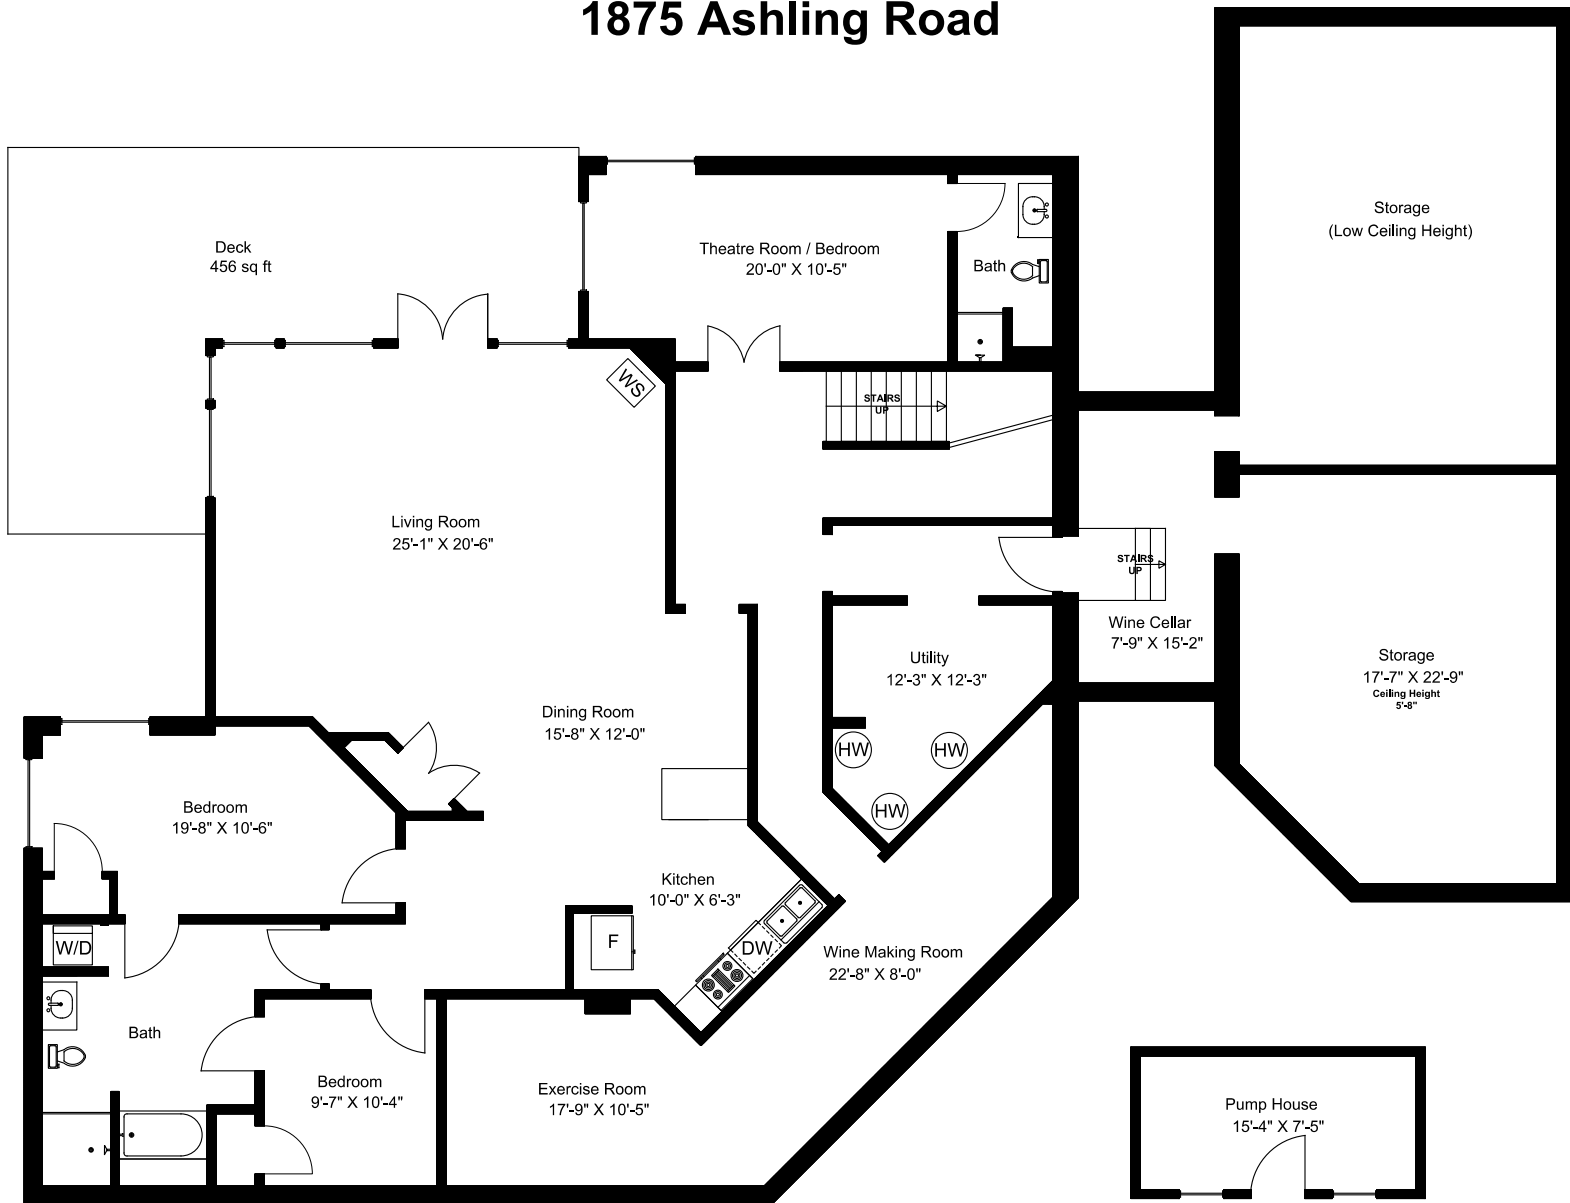 1875 Ashling Road
Storage
(Low Ceiling Height)
Deck
456 sq ft
Theatre Room / Bedroom
20'-0" X 10'-5"
Bath
WS
STAIRS
UP
Living Room
25'-1" X 20'-6"
STAIRS
UP
Wine Cellar
7'-9" X 15'-2"
Utility
12'-3" X 12'-3"
Storage
17'-7" X 22'-9"
Ceiling Height
5'-8"
Dining Room
15'-8" X 12'-0"
HW
HW
HW
Bedroom
19'-8" X 10'-6"
Kitchen
10'-0" X 6'-3"
F
DW
W/D
Wine Making Room
22'-8" X 8'-0"
Bath
Bedroom
9'-7" X 10'-4"
Exercise Room
17'-9" X 10'-5"
Pump House
15'-4" X 7'-5"